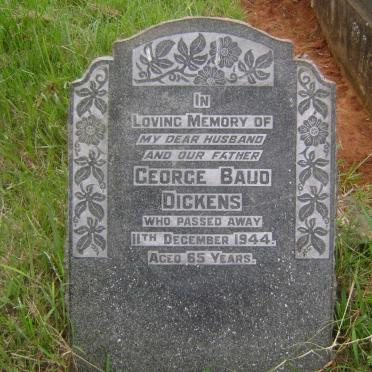 IN
LOVING MEMORY OF
MY DEAR HUSBAND
AND OUR FATHER
GEORGE BAUD
DICKENS
WHO PASSED AWAY
11TH DECEMBER 1944.
AGED 65 YEARS.